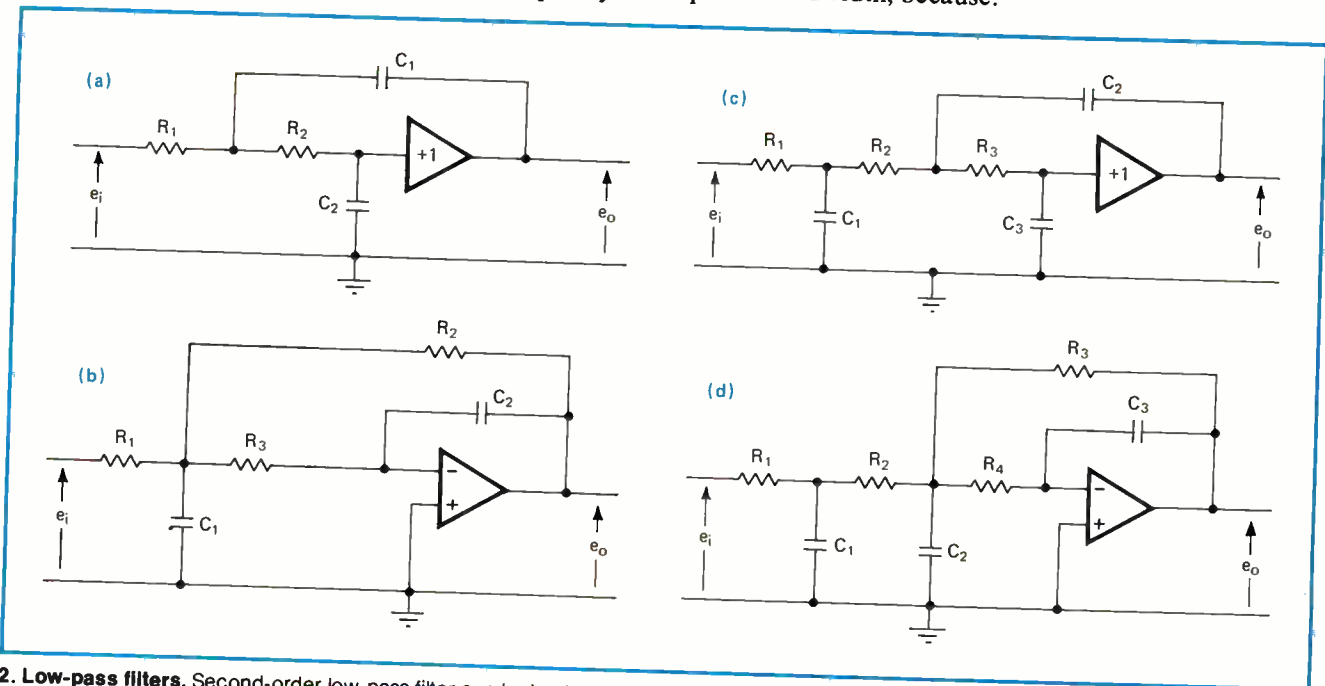 because:
(a)
C₁
R₁
R₂
+1
C₂
eᵢ
eₒ
(c)
C₂
R₁
R₂
R₃
+1
C₁
C₃
eᵢ
eₒ
(b)
R₂
C₂
R₁
R₃
−
+
C₁
eᵢ
eₒ
(d)
R₃
C₃
R₁
R₂
R₄
−
+
C₁
C₂
eᵢ
eₒ
2. Low-pass filters. Second-order low-pass filter